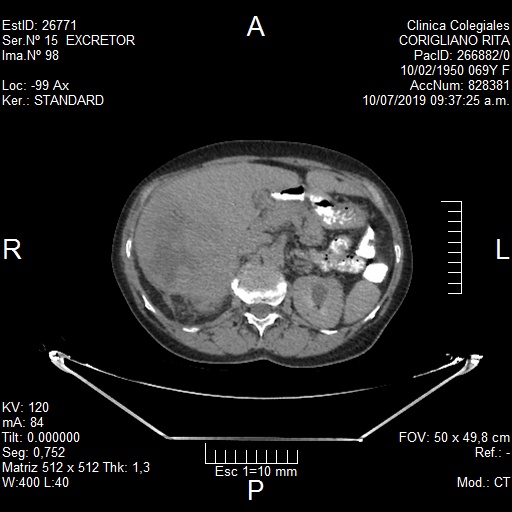 EstID: 26771
Ser.Nº 15  EXCRETOR
Ima.Nº 98
Loc: -99 Ax
Ker.: STANDARD
A
Clinica Colegiales
CORIGLIANO RITA
PacID: 266882/0
10/02/1950 069Y F
AccNum: 828381
10/07/2019 09:37:25 a.m.
R
L
KV: 120
mA: 84
Tilt: 0.000000
Seg: 0,752
Matriz 512 x 512 Thk: 1,3
W:400 L:40
Esc 1=10 mm
P
FOV: 50 x 49,8 cm
Ref.: -
Mod.: CT